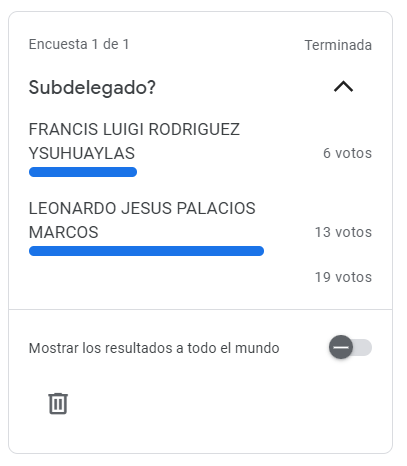 Encuesta 1 de 1
Terminada
Subdelegado?
FRANCIS LUIGI RODRIGUEZ
YSUHUAYLAS
6 votos
LEONARDO JESUS PALACIOS
MARCOS
13 votos
19 votos
Mostrar los resultados a todo el mundo